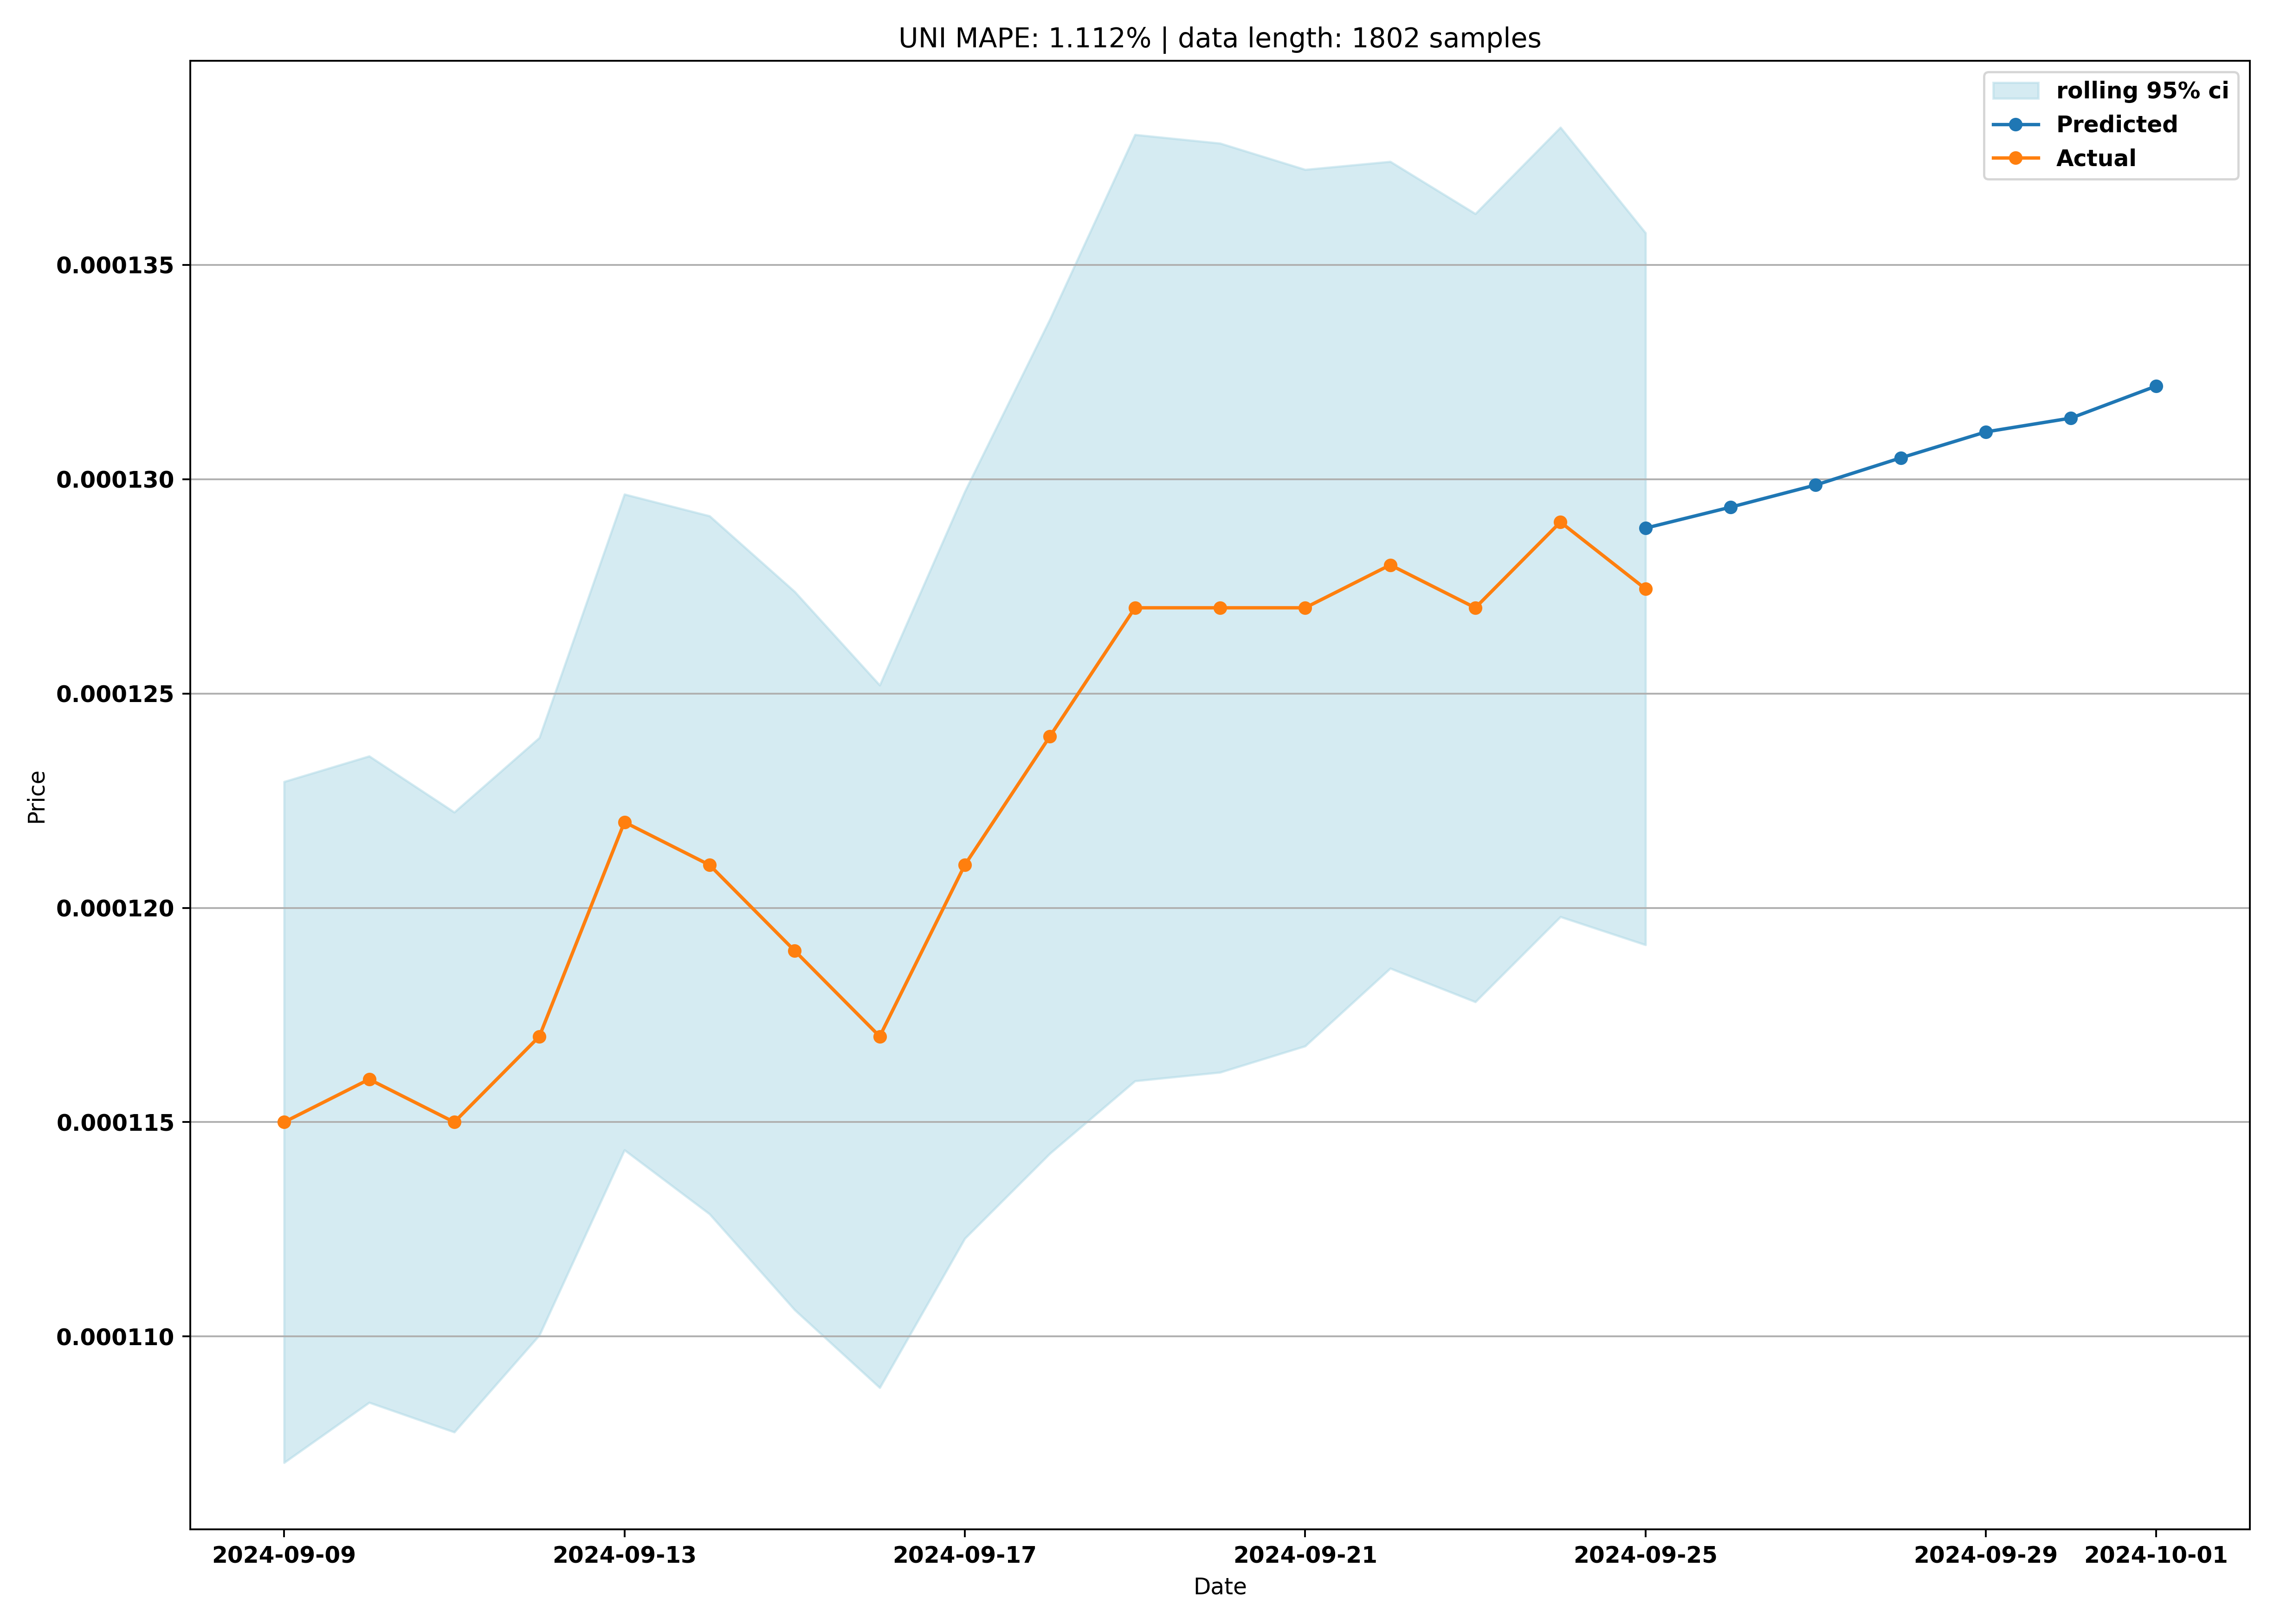 UNI MAPE: 1.112% | data length: 1802 samples
rolling 95% ci
Predicted
Actual
0.000135
0.000130
0.000125
0.000120
0.000115
0.000110
Price
2024-09-09 2024-09-13 2024-09-17 2024-09-21 2024-09-25 2024-09-29 2024-10-01
Date